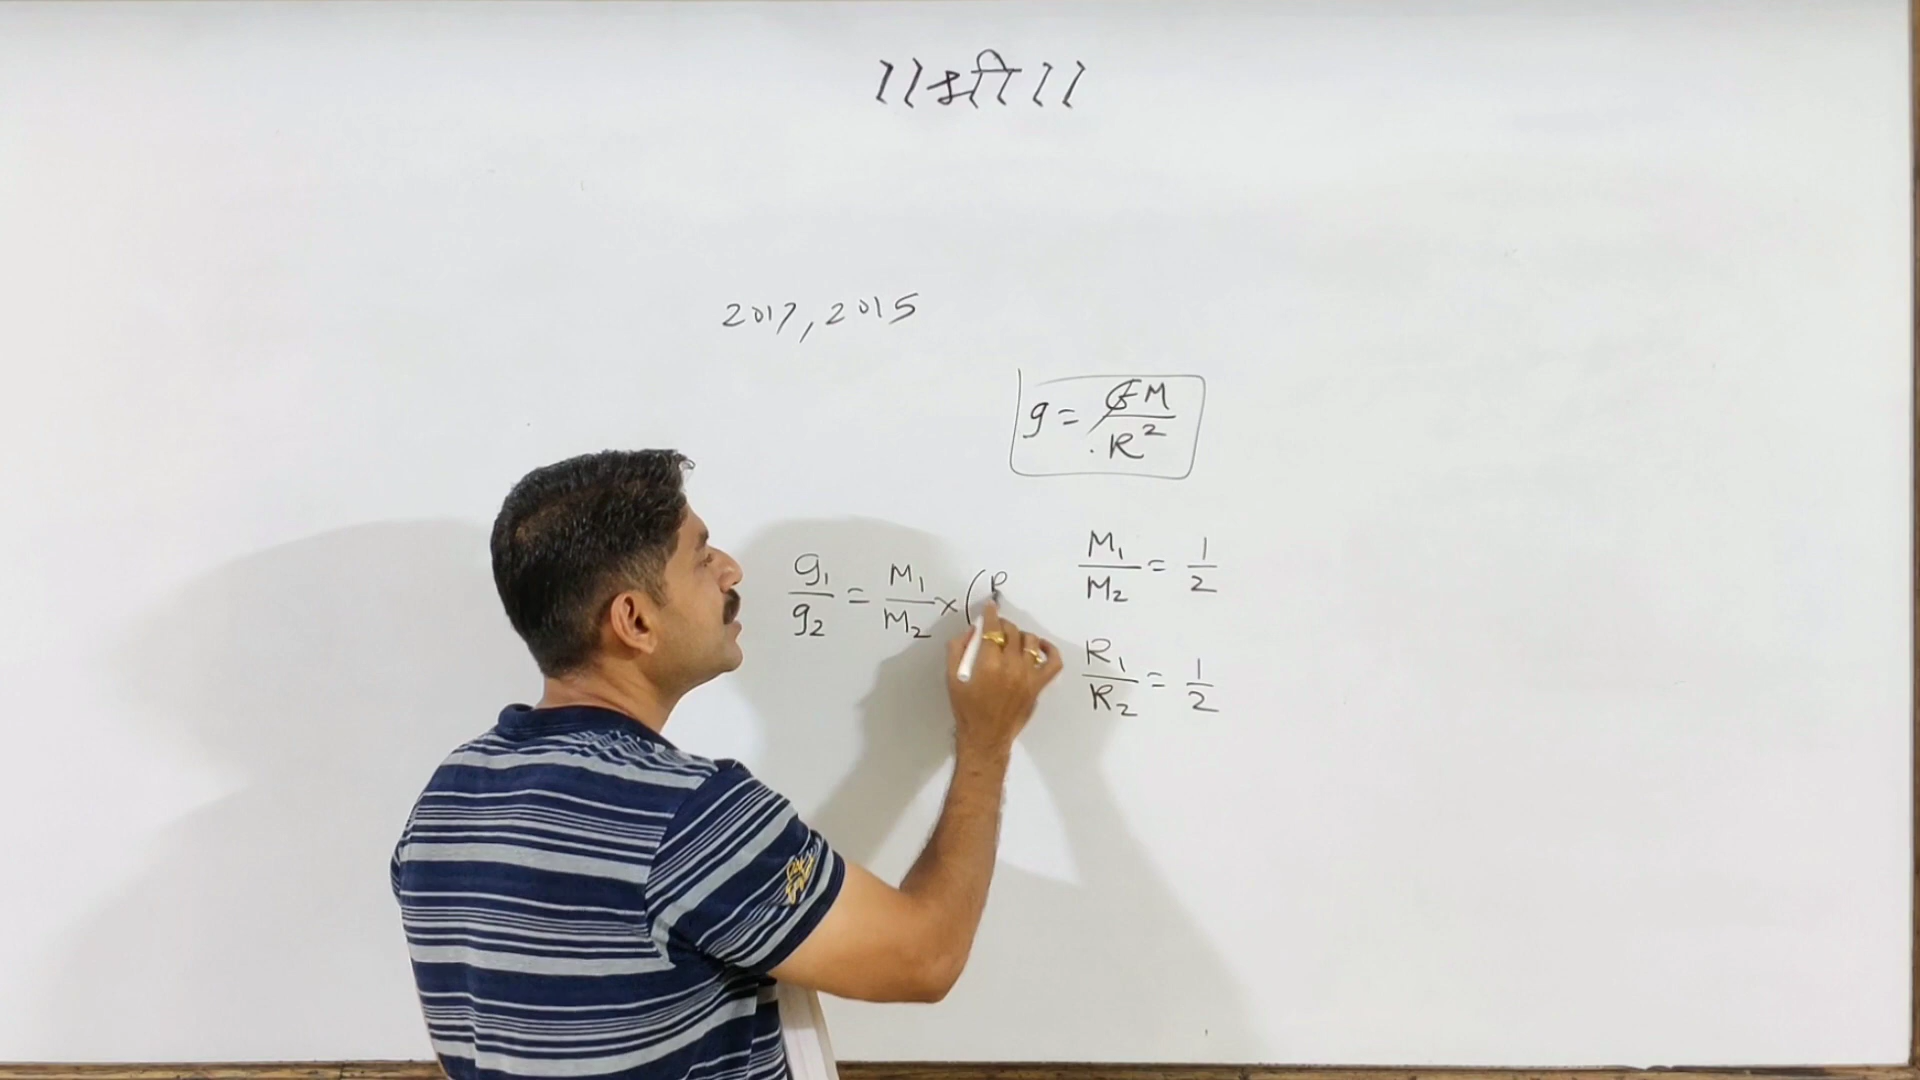 ।। श्री ।।
2017, 2015
g = GM/R²
g₁/g₂ = M₁/M₂ × (R
M₁/M₂ = 1/2
R₁/R₂ = 1/2